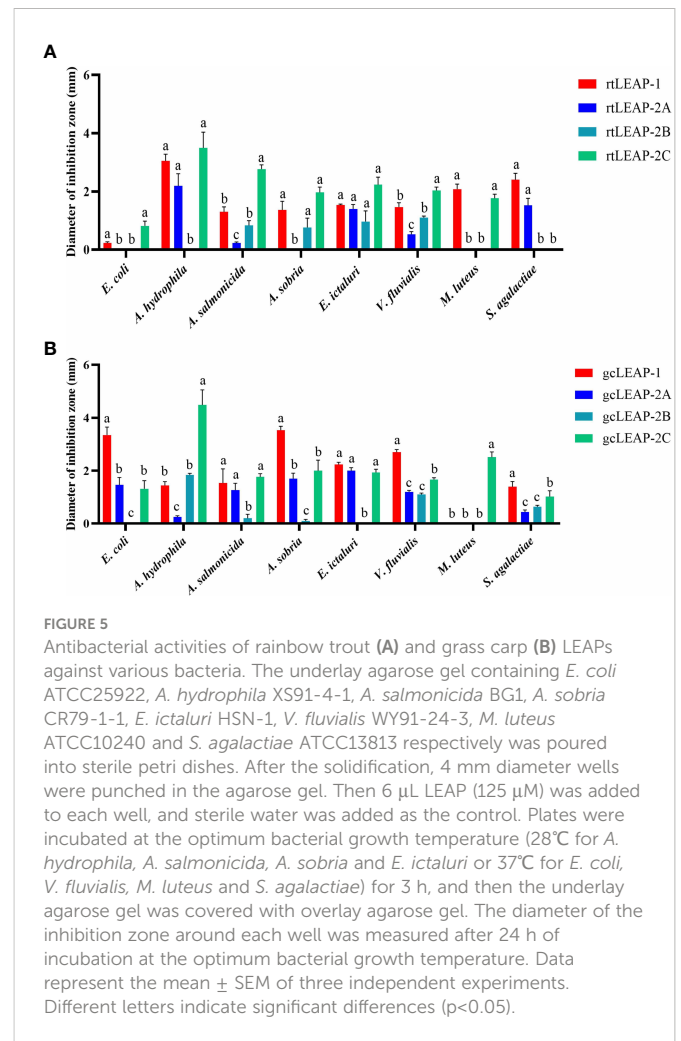 A
Diameter of inhibition zone (mm)
6
4
2
0
a b b a
a a b a
b c b a
a b b a
a a a a
b c b a
a b b a
a a b b
E. coli
A. hydrophila
A. salmonicida
A. sobria
E. ictaluri
V. fluvialis
M. luteus
S. agalactiae
rtLEAP-1
rtLEAP-2A
rtLEAP-2B
rtLEAP-2C
B
Diameter of inhibition zone (mm)
6
4
2
0
a b c b
b c b a
a a b a
a b c b
a a b a
a c c b
b b b a
a c c b
E. coli
A. hydrophila
A. salmonicida
A. sobria
E. ictaluri
V. fluvialis
M. luteus
S. agalactiae
gcLEAP-1
gcLEAP-2A
gcLEAP-2B
gcLEAP-2C
FIGURE 5
Antibacterial activities of rainbow trout (A) and grass carp (B) LEAPs
against various bacteria. The underlay agarose gel containing E. coli
ATCC25922, A. hydrophila XS91-4-1, A. salmonicida BG1, A. sobria
CR79-1-1, E. ictaluri HSN-1, V. fluvialis WY91-24-3, M. luteus
ATCC10240 and S. agalactiae ATCC13813 respectively was poured
into sterile petri dishes. After the solidification, 4 mm diameter wells
were punched in the agarose gel. Then 6 μL LEAP (125 μM) was added
to each well, and sterile water was added as the control. Plates were
incubated at the optimum bacterial growth temperature (28℃ for A.
hydrophila, A. salmonicida, A. sobria and E. ictaluri or 37℃ for E. coli,
V. fluvialis, M. luteus and S. agalactiae) for 3 h, and then the underlay
agarose gel was covered with overlay agarose gel. The diameter of the
inhibition zone around each well was measured after 24 h of
incubation at the optimum bacterial growth temperature. Data
represent the mean ± SEM of three independent experiments.
Different letters indicate significant differences (p<0.05).